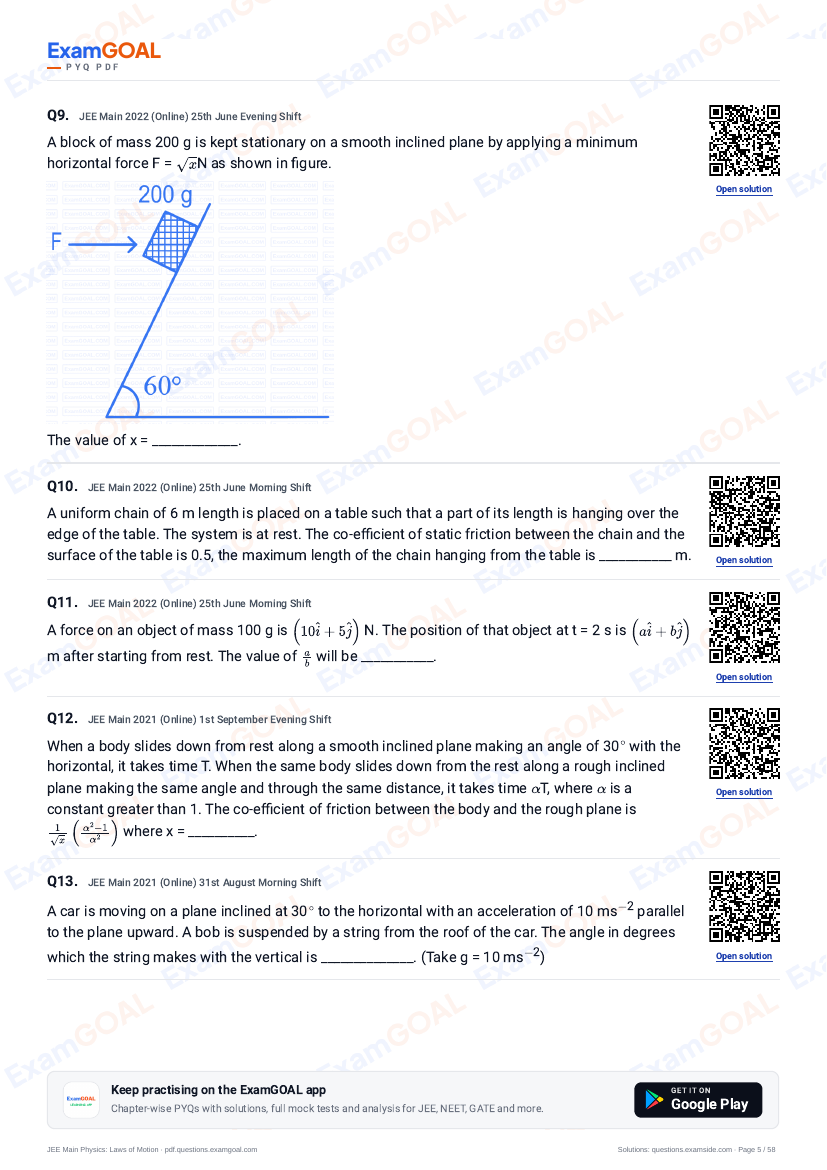 ExamGOAL
PYQ PDF
Q9. JEE Main 2022 (Online) 25th June Evening Shift
A block of mass 200 g is kept stationary on a smooth inclined plane by applying a minimum
horizontal force F = √x N as shown in figure.
Open solution
200 g
F
60°
The value of x = ____________.
Q10. JEE Main 2022 (Online) 25th June Morning Shift
A uniform chain of 6 m length is placed on a table such that a part of its length is hanging over the
edge of the table. The system is at rest. The co-efficient of static friction between the chain and the
surface of the table is 0.5, the maximum length of the chain hanging from the table is __________ m.
Open solution
Q11. JEE Main 2022 (Online) 25th June Morning Shift
A force on an object of mass 100 g is (10î + 5ĵ) N. The position of that object at t = 2 s is (aî + bĵ)
m after starting from rest. The value of a/b will be __________.
Open solution
Q12. JEE Main 2021 (Online) 1st September Evening Shift
When a body slides down from rest along a smooth inclined plane making an angle of 30° with the
horizontal, it takes time T. When the same body slides down from the rest along a rough inclined
plane making the same angle and through the same distance, it takes time αT, where α is a
constant greater than 1. The co-efficient of friction between the body and the rough plane is
1/√x ((α²−1)/α²) where x = _________.
Open solution
Q13. JEE Main 2021 (Online) 31st August Morning Shift
A car is moving on a plane inclined at 30° to the horizontal with an acceleration of 10 ms⁻² parallel
to the plane upward. A bob is suspended by a string from the roof of the car. The angle in degrees
which the string makes with the vertical is _____________. (Take g = 10 ms⁻²)
Open solution
ExamGOAL
Keep practising on the ExamGOAL app
Chapter-wise PYQs with solutions, full mock tests and analysis for JEE, NEET, GATE and more.
GET IT ON
Google Play
JEE Main Physics: Laws of Motion · pdf.questions.examgoal.com
Solutions: questions.examside.com · Page 5 / 58